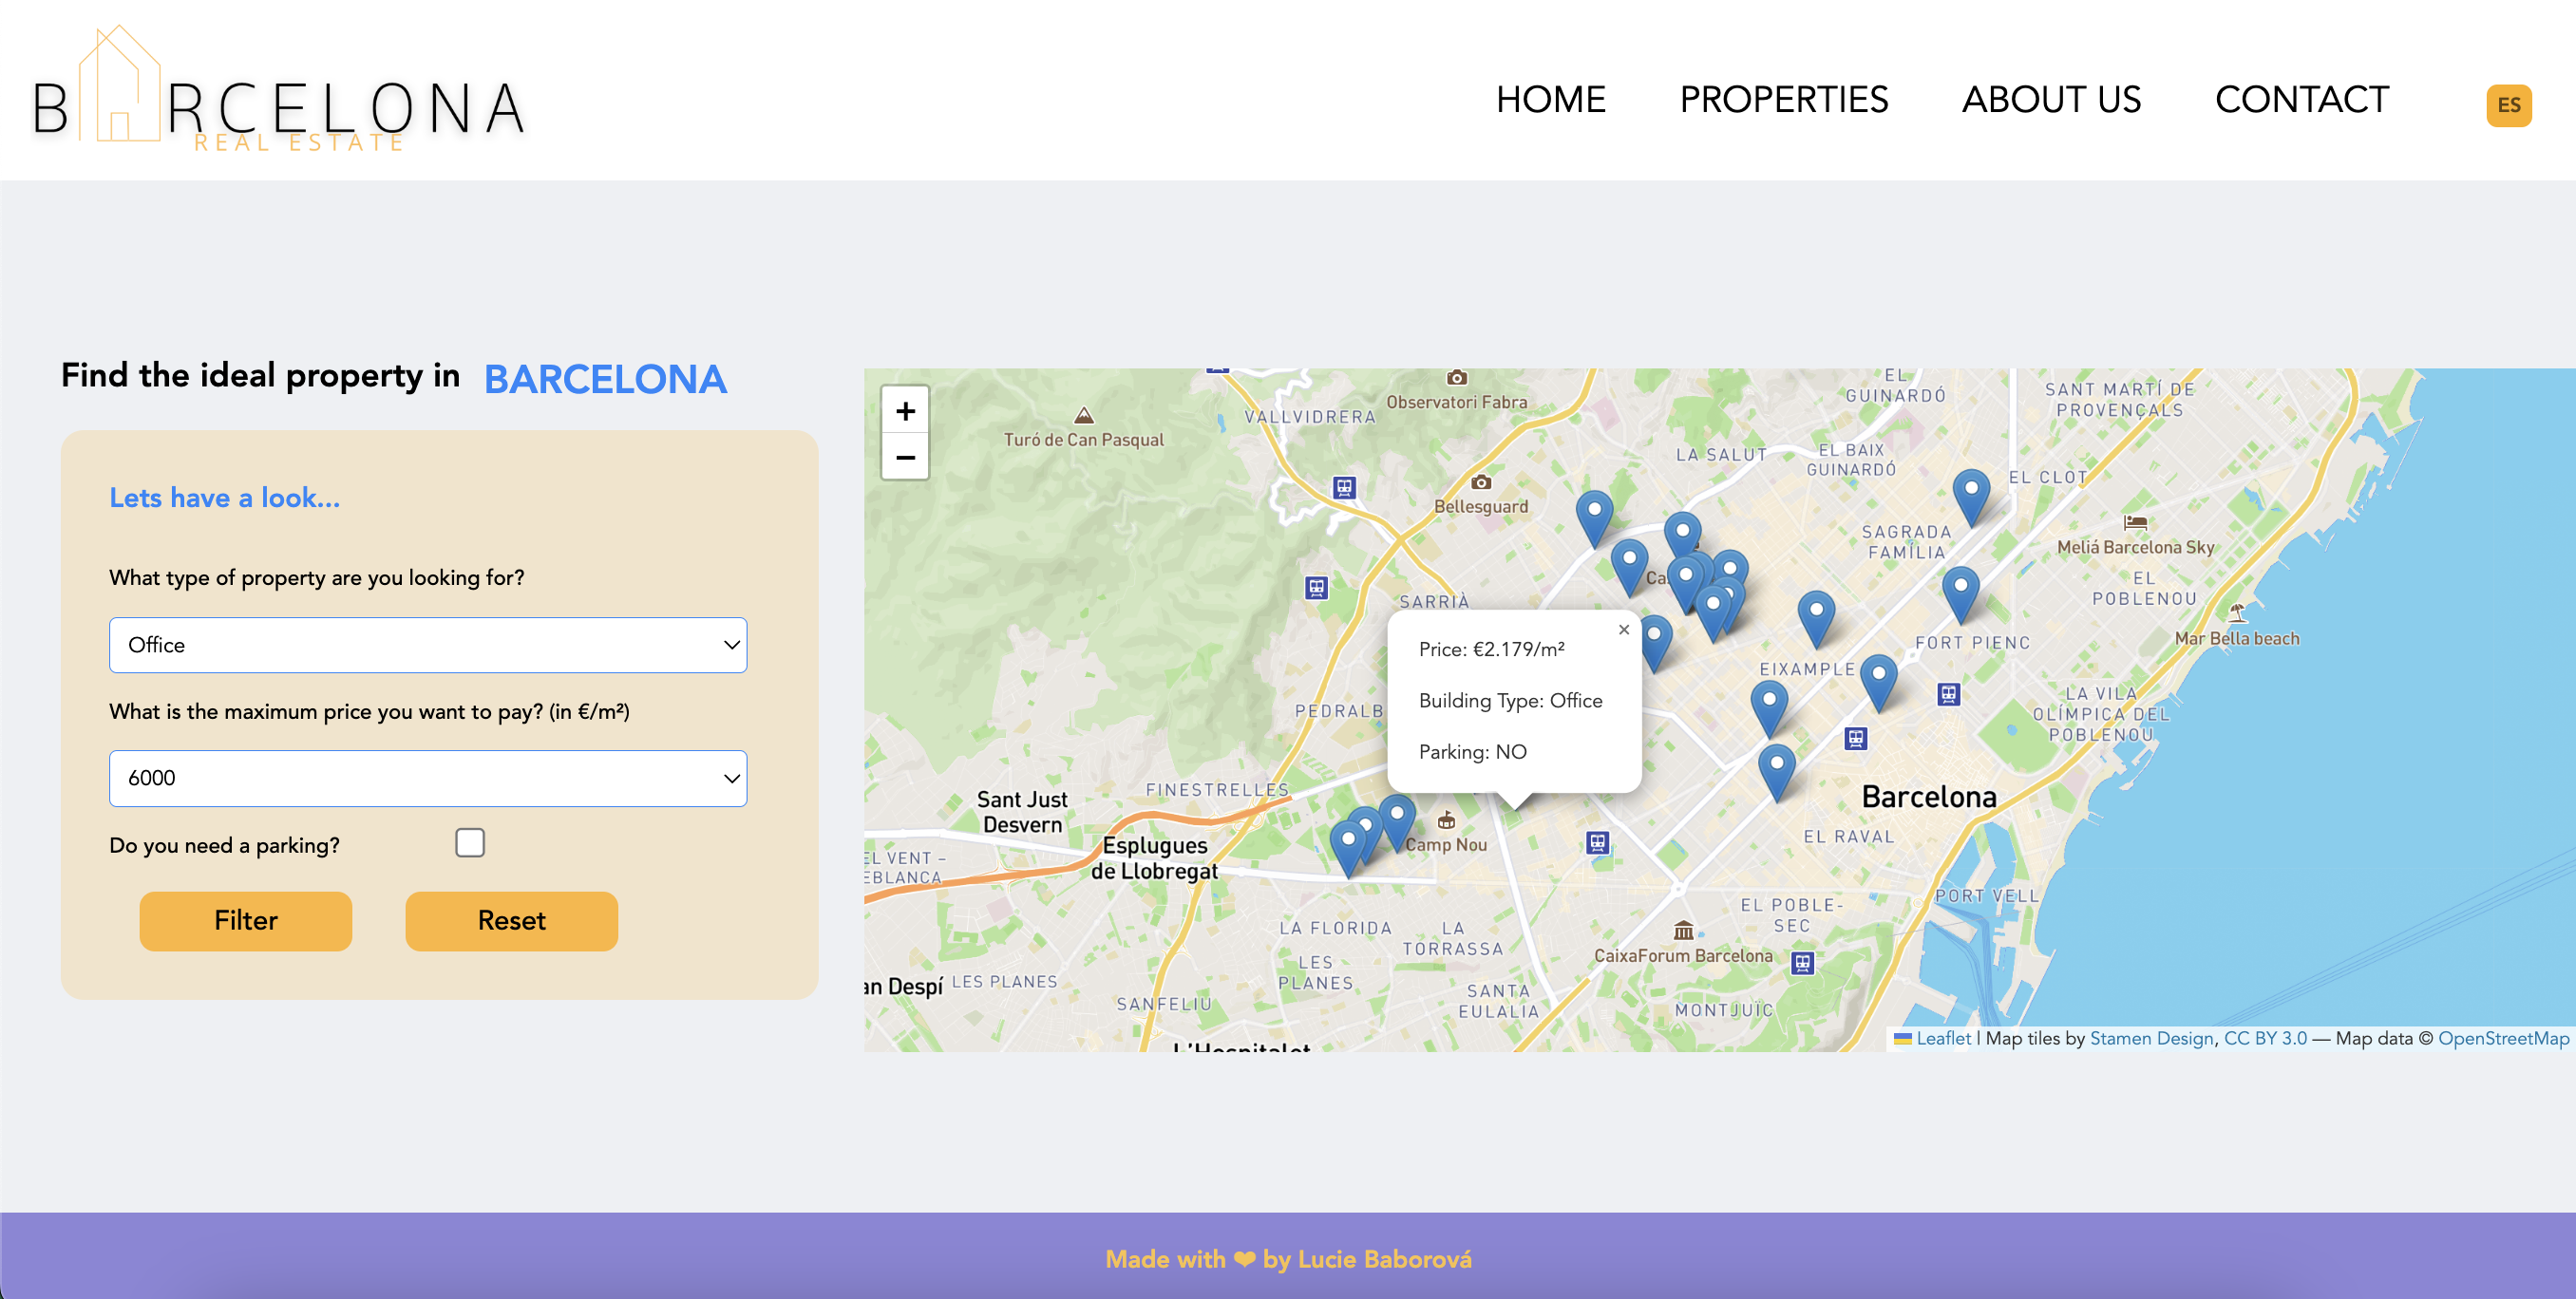 BARCELONA
REAL ESTATE
HOME
PROPERTIES
ABOUT US
CONTACT
ES
Find the ideal property in BARCELONA
Lets have a look...
What type of property are you looking for?
Office
What is the maximum price you want to pay? (in €/m²)
6000
Do you need a parking?
Filter
Reset
+
−
Turó de Can Pasqual
VALLVIDRERA
Observatori Fabra
Bellesguard
EL
GUINARDÓ
SANT MARTÍ DE
PROVENÇALS
LA SALUT
EL BAIX
GUINARDÓ
EL CLOT
SAGRADA
FAMÍLIA
Meliá Barcelona Sky
EL
POBLENOU
Mar Bella beach
SARRIÀ
Ca
×
Price: €2.179/m²
Building Type: Office
Parking: NO
PEDRALB
EIXAMPLE
FORT PIENC
LA VILA
OLÍMPICA DEL
POBLENOU
FINESTRELLES
Sant Just
Desvern
Esplugues
de Llobregat
EL VENT –
EBLANCA
Camp Nou
Barcelona
EL RAVAL
PORT VELL
EL POBLE-
SEC
LA FLORIDA
LA
TORRASSA
CaixaForum Barcelona
LES
PLANES
an Despí
LES PLANES
SANFELIU
SANTA
EULALIA
MONTJUÏC
L'Hospitalet
Leaflet | Map tiles by Stamen Design, CC BY 3.0 — Map data © OpenStreetMap
Made with ❤ by Lucie Baborová